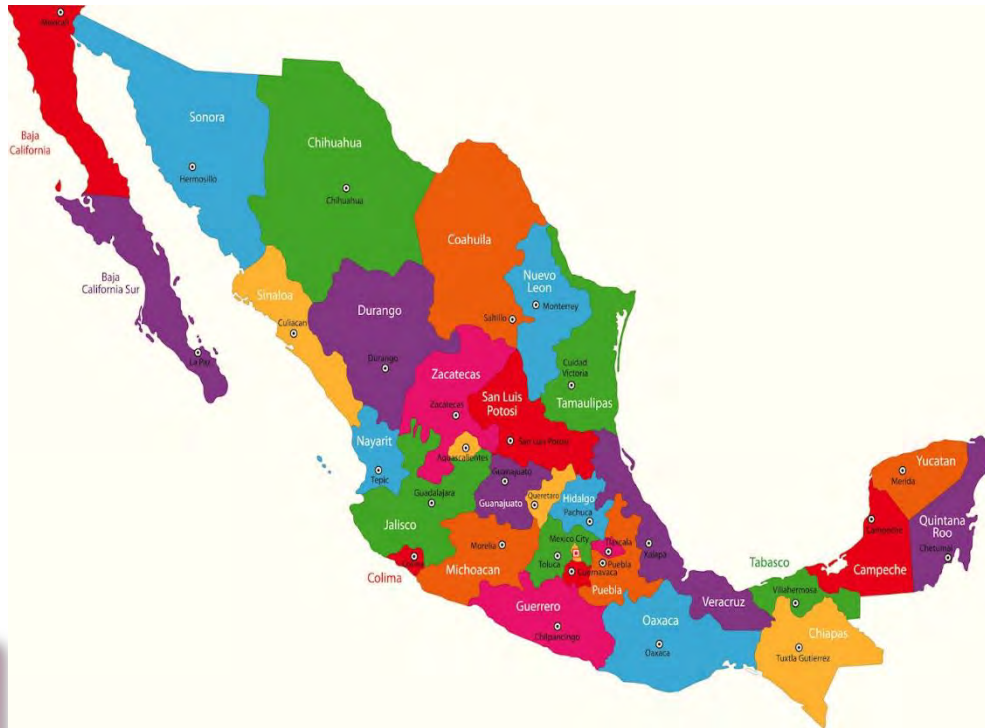 Mexicali
Baja
California
Sonora
Hermosillo
Chihuahua
Chihuahua
Coahuila
Saltillo
Nuevo
Leon
Monterrey
Baja
California Sur
La Paz
Sinaloa
Culiacan
Durango
Durango
Cuidad
Victoria
Tamaulipas
Zacatecas
Zacatecas
San Luis
Potosi
San Luis Potosi
Nayarit
Tepic
Aguascalientes
Guadalajara
Jalisco
Guanajuato
Guanajuato
Queretaro
Hidalgo
Pachuca
Colima
Colima
Morelia
Michoacan
Mexico City
Toluca
Cuernavaca
Tlaxcala
Puebla
Puebla
Xalapa
Veracruz
Guerrero
Chilpancingo
Oaxaca
Oaxaca
Tabasco
Villahermosa
Chiapas
Tuxtla Gutierrez
Campeche
Campeche
Yucatan
Merida
Quintana
Roo
Chetumal